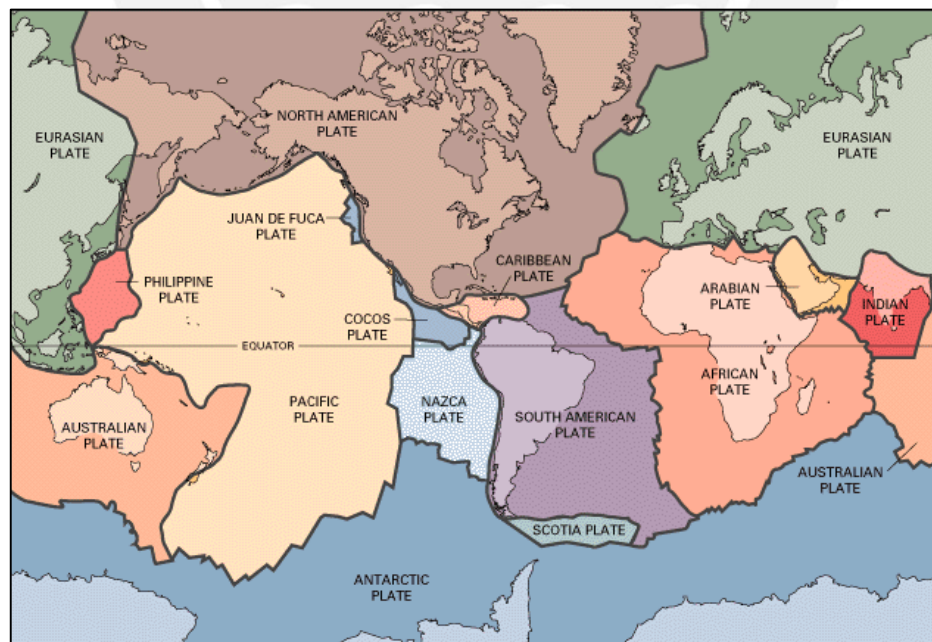 NORTH AMERICAN
PLATE
EURASIAN
PLATE
EURASIAN
PLATE
JUAN DE FUCA
PLATE
CARIBBEAN
PLATE
PHILIPPINE
PLATE
ARABIAN
PLATE
INDIAN
PLATE
COCOS
PLATE
EQUATOR
AFRICAN
PLATE
NAZCA
PLATE
PACIFIC
PLATE
SOUTH AMERICAN
PLATE
AUSTRALIAN
PLATE
AUSTRALIAN
PLATE
SCOTIA PLATE
ANTARCTIC
PLATE